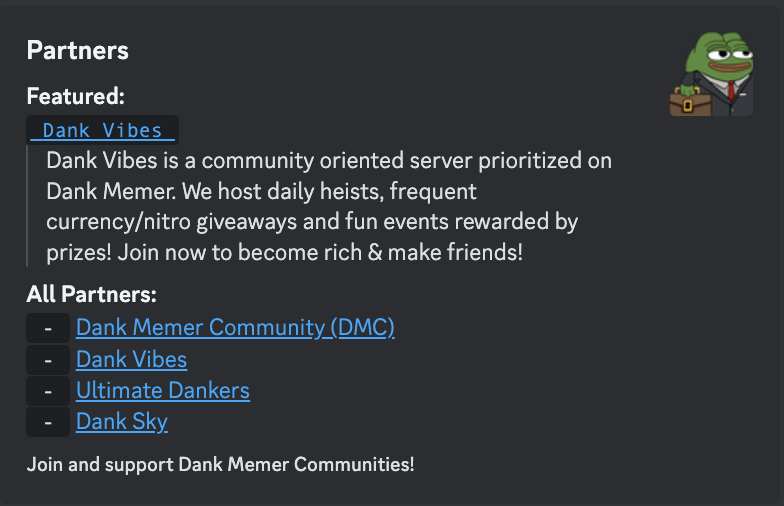 Partners
Featured:
Dank Vibes
Dank Vibes is a community oriented server prioritized on
Dank Memer. We host daily heists, frequent
currency/nitro giveaways and fun events rewarded by
prizes! Join now to become rich & make friends!
All Partners:
- Dank Memer Community (DMC)
- Dank Vibes
- Ultimate Dankers
- Dank Sky
Join and support Dank Memer Communities!